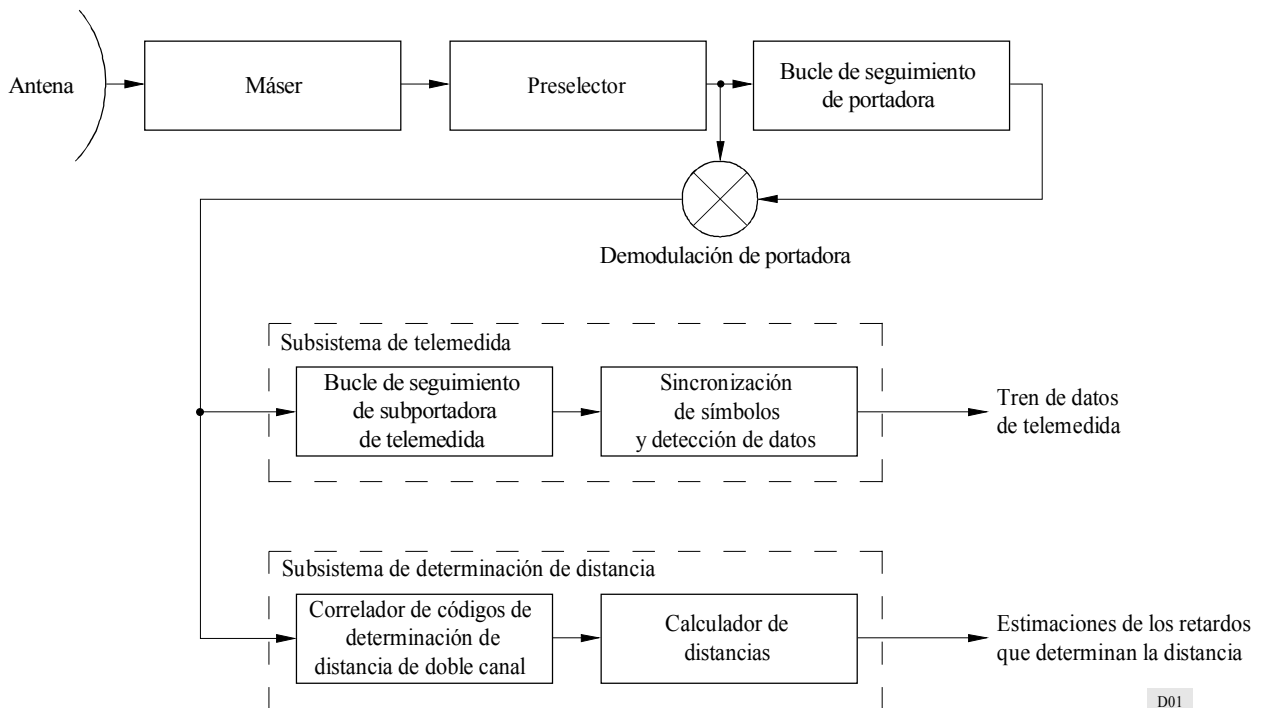 Antena
Máser
Preselector
Bucle de seguimiento
de portadora
Demodulación de portadora
Subsistema de telemedida
Bucle de seguimiento
de subportadora
de telemedida
Sincronización
de símbolos
y detección de datos
Tren de datos
de telemedida
Subsistema de determinación de distancia
Correlador de códigos de
determinación de
distancia de doble canal
Calculador de
distancias
Estimaciones de los retardos
que determinan la distancia
D01